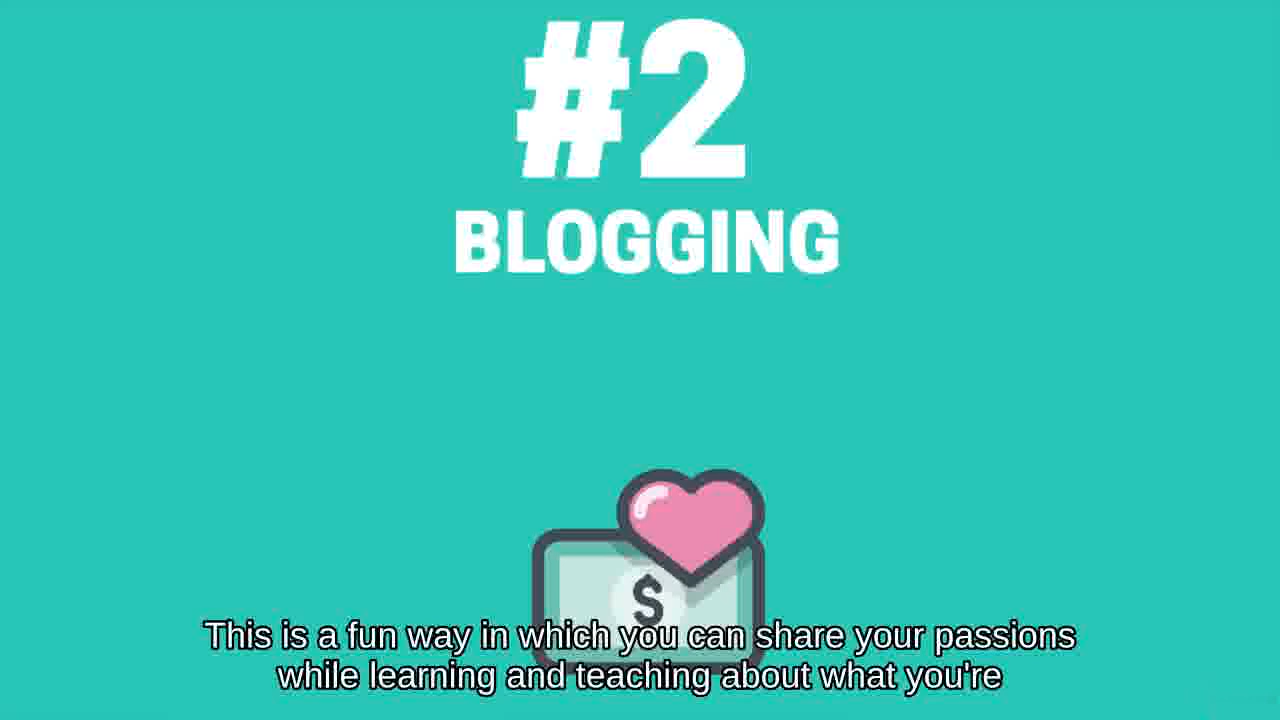 #2
BLOGGING
$
This is a fun way in which you can share your passions
while learning and teaching about what you're